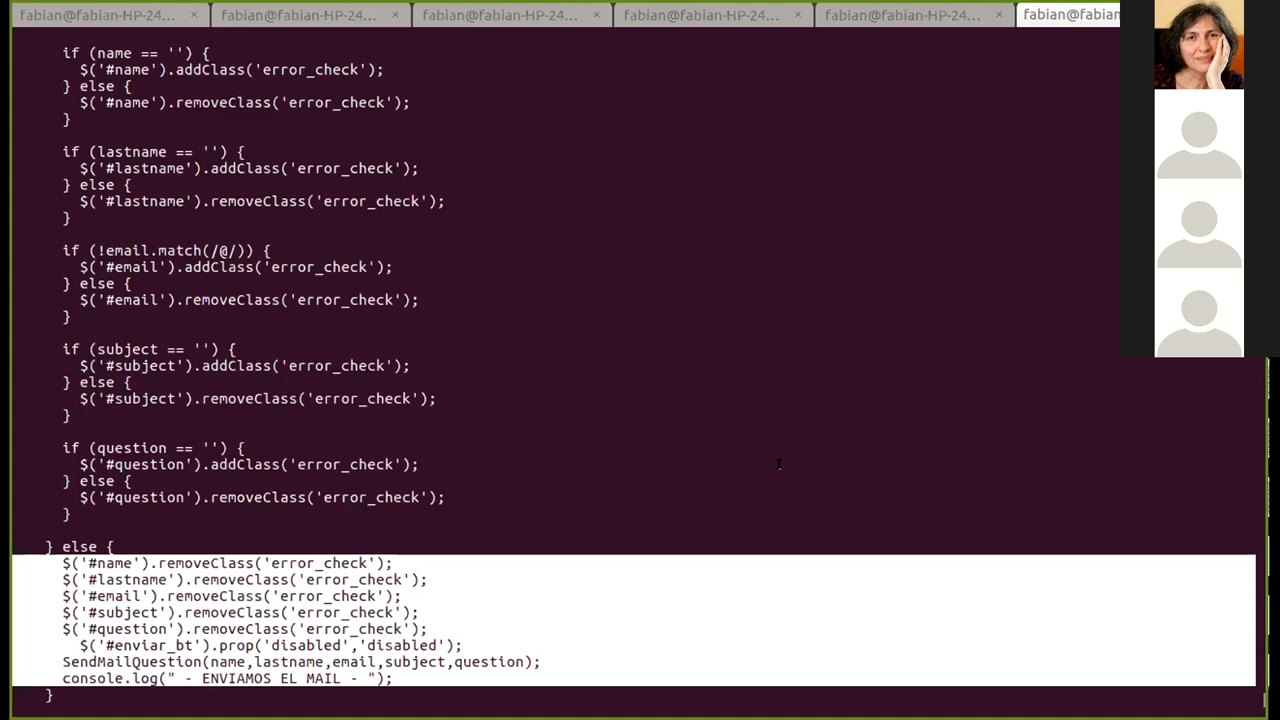 fabian@fabian-HP-24... × fabian@fabian-HP-24... × fabian@fabian-HP-24... × fabian@fabian-HP-24... × fabian@fabian-HP-24... × fabian@fabian
if (name == '') {
$('#name').addClass('error_check');
} else {
$('#name').removeClass('error_check');
}
if (lastname == '') {
$('#lastname').addClass('error_check');
} else {
$('#lastname').removeClass('error_check');
}
if (!email.match(/@/)) {
$('#email').addClass('error_check');
} else {
$('#email').removeClass('error_check');
}
if (subject == '') {
$('#subject').addClass('error_check');
} else {
$('#subject').removeClass('error_check');
}
if (question == '') {
$('#question').addClass('error_check');
} else {
$('#question').removeClass('error_check');
}
} else {
$('#name').removeClass('error_check');
$('#lastname').removeClass('error_check');
$('#email').removeClass('error_check');
$('#subject').removeClass('error_check');
$('#question').removeClass('error_check');
$('#enviar_bt').prop('disabled','disabled');
SendMailQuestion(name,lastname,email,subject,question);
console.log(" - ENVIAMOS EL MAIL - ");
}